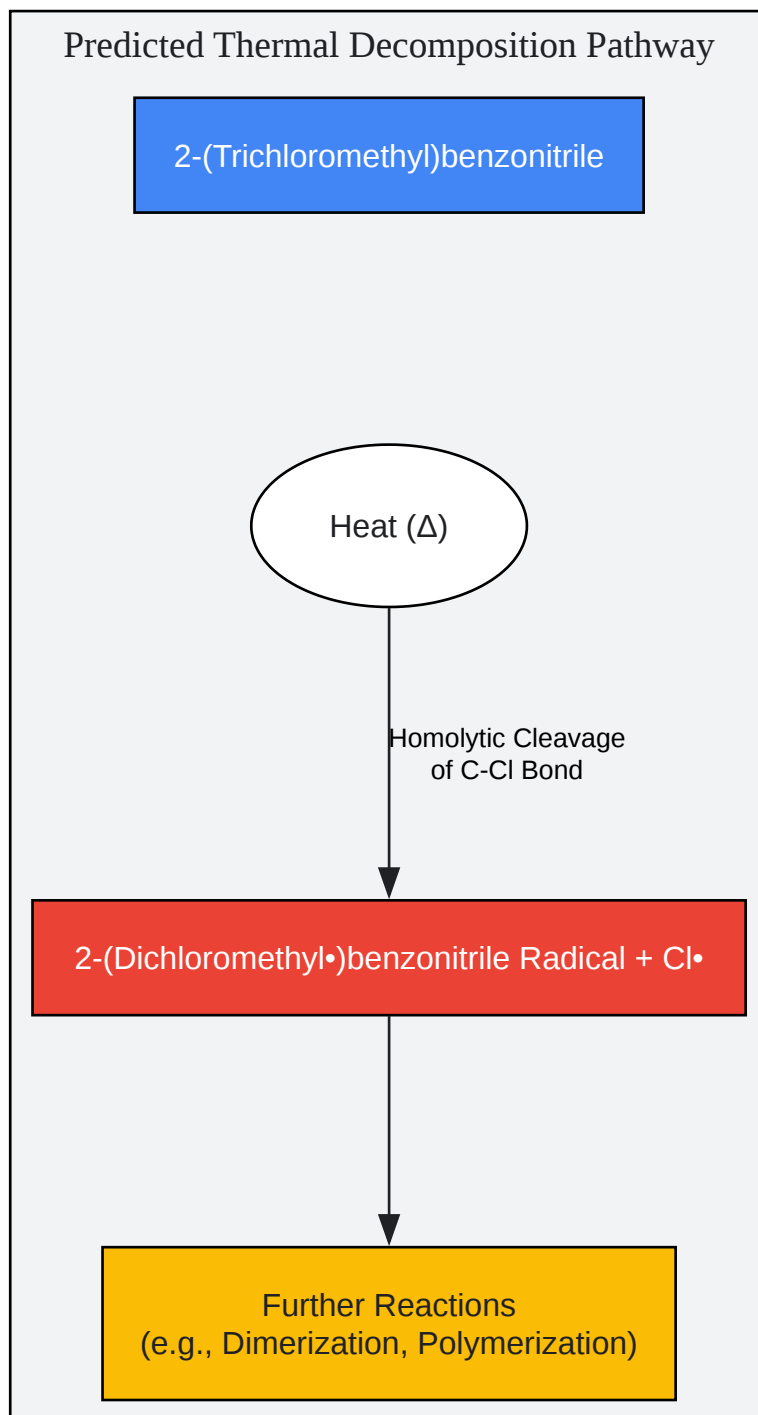 Predicted Thermal Decomposition Pathway
2-(Trichloromethyl)benzonitrile
Heat (Δ)
Homolytic Cleavage
of C-Cl Bond
2-(Dichloromethyl•)benzonitrile Radical + Cl•
Further Reactions
(e.g., Dimerization, Polymerization)